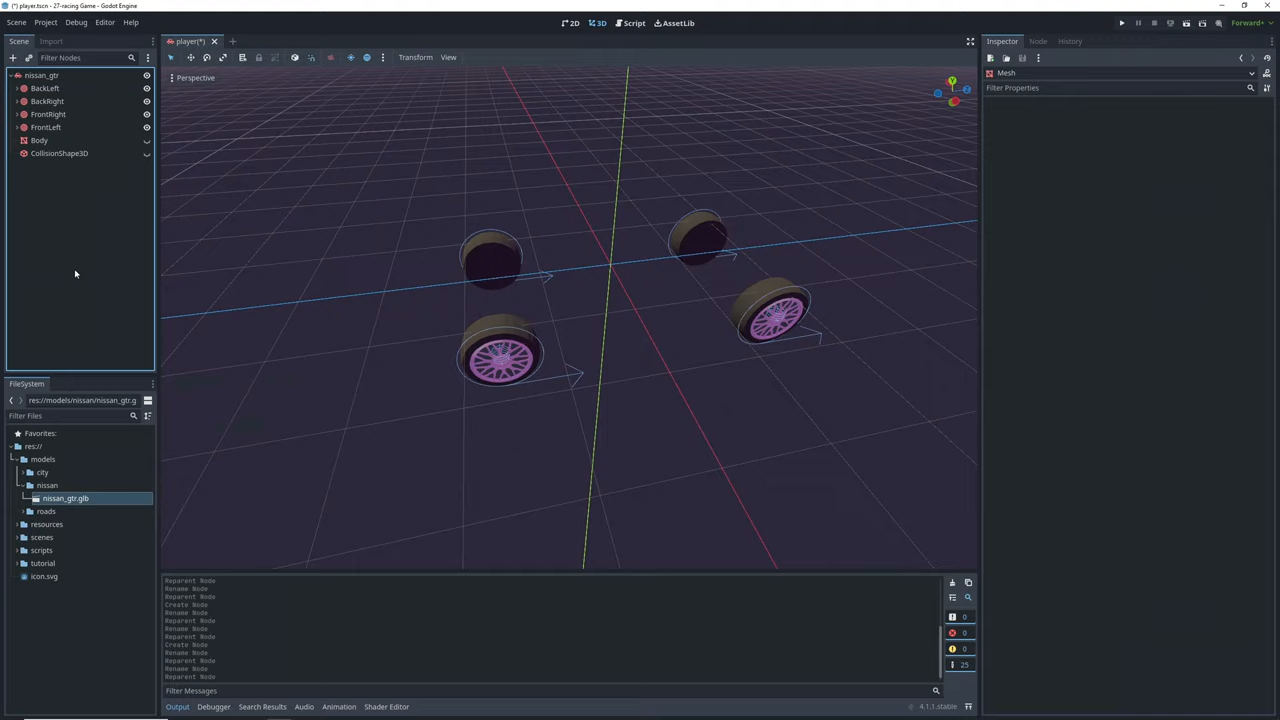 (*) player.tscn - 27-racing Game - Godot Engine
Scene Project Debug Editor Help
2D 3D Script AssetLib
Forward+
Scene Import
player(*)
Inspector Node History
Filter Nodes
Transform View
Mesh
nissan_gtr
Perspective
Filter Properties
BackLeft
BackRight
FrontRight
FrontLeft
Body
CollisionShape3D
Y
Z
FileSystem
res://models/nissan/nissan_gtr.g
Filter Files
Favorites:
res://
models
city
nissan
nissan_gtr.glb
roads
resources
scenes
scripts
tutorial
icon.svg
Reparent Node
Rename Node
Reparent Node
Create Node
Rename Node
Reparent Node
Rename Node
Reparent Node
Create Node
Rename Node
Reparent Node
Rename Node
Reparent Node
0
0
0
25
Filter Messages
Output Debugger Search Results Audio Animation Shader Editor
4.1.1.stable